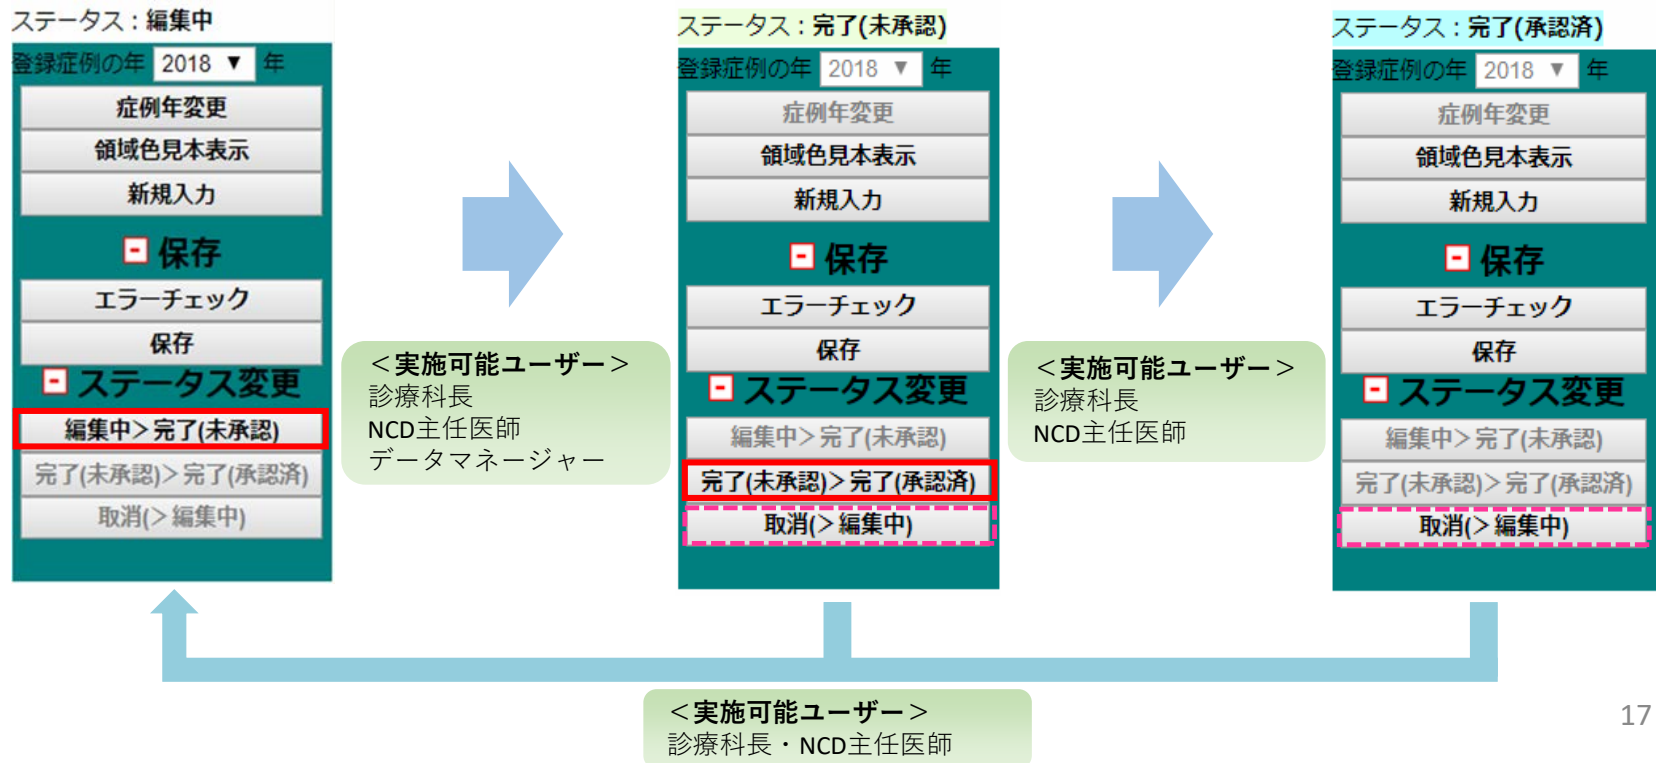 ステータス：編集中
登録症例の年 2018 ▼ 年
症例年変更
領域色見本表示
新規入力
- 保存
エラーチェック
保存
- ステータス変更
編集中＞完了(未承認)
完了(未承認)＞完了(承認済)
取消(＞編集中)
＜実施可能ユーザー＞
診療科長
NCD主任医師
データマネージャー
ステータス：完了(未承認)
登録症例の年 2018 ▼ 年
症例年変更
領域色見本表示
新規入力
- 保存
エラーチェック
保存
- ステータス変更
編集中＞完了(未承認)
完了(未承認)＞完了(承認済)
取消(＞編集中)
＜実施可能ユーザー＞
診療科長
NCD主任医師
ステータス：完了(承認済)
登録症例の年 2018 ▼ 年
症例年変更
領域色見本表示
新規入力
- 保存
エラーチェック
保存
- ステータス変更
編集中＞完了(未承認)
完了(未承認)＞完了(承認済)
取消(＞編集中)
＜実施可能ユーザー＞
診療科長・NCD主任医師
17